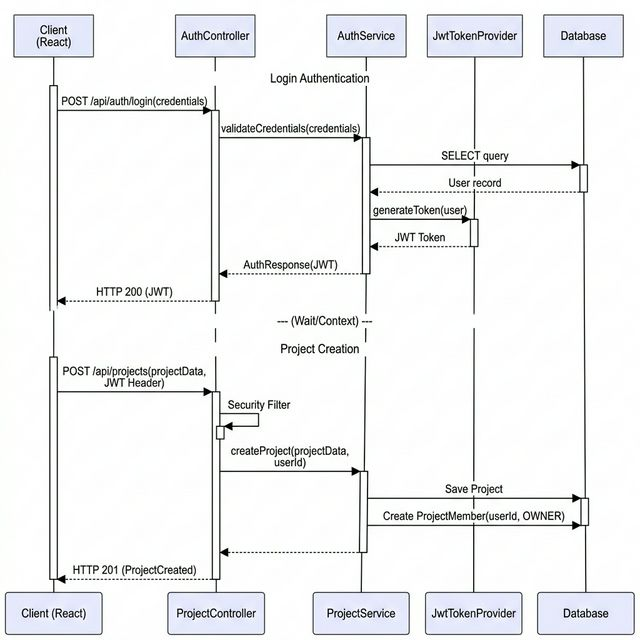 Client
(React)
AuthController
AuthService
JwtTokenProvider
Database
Login Authentication
POST /api/auth/login(credentials)
validateCredentials(credentials)
SELECT query
User record
generateToken(user)
JWT Token
AuthResponse(JWT)
HTTP 200 (JWT)
--- (Wait/Context) ---
Project Creation
POST /api/projects(projectData,
JWT Header)
Security Filter
createProject(projectData,
userId)
Save Project
Create ProjectMember(userId, OWNER)
HTTP 201 (ProjectCreated)
Client (React)
ProjectController
ProjectService
JwtTokenProvider
Database